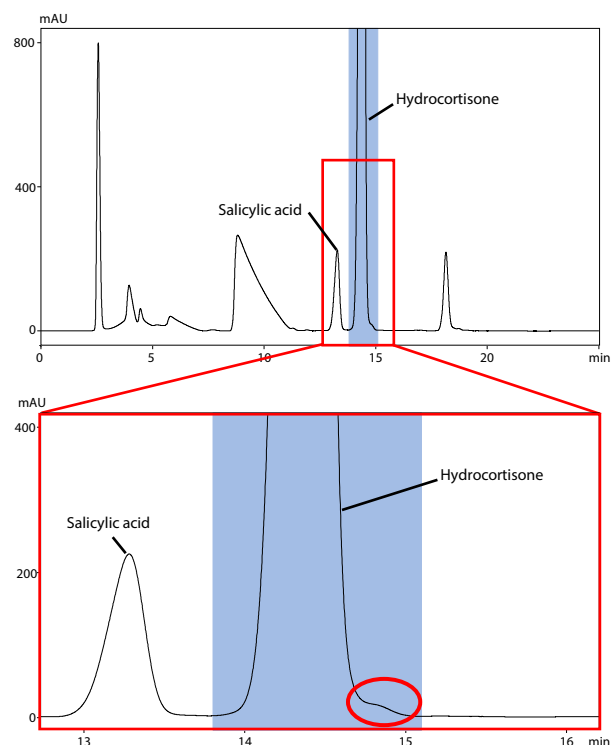 mAU
800
Hydrocortisone
400
Salicylic acid
0
0 5 10 15 20 min
mAU
400
Hydrocortisone
Salicylic acid
200
0
13 14 15 16 min